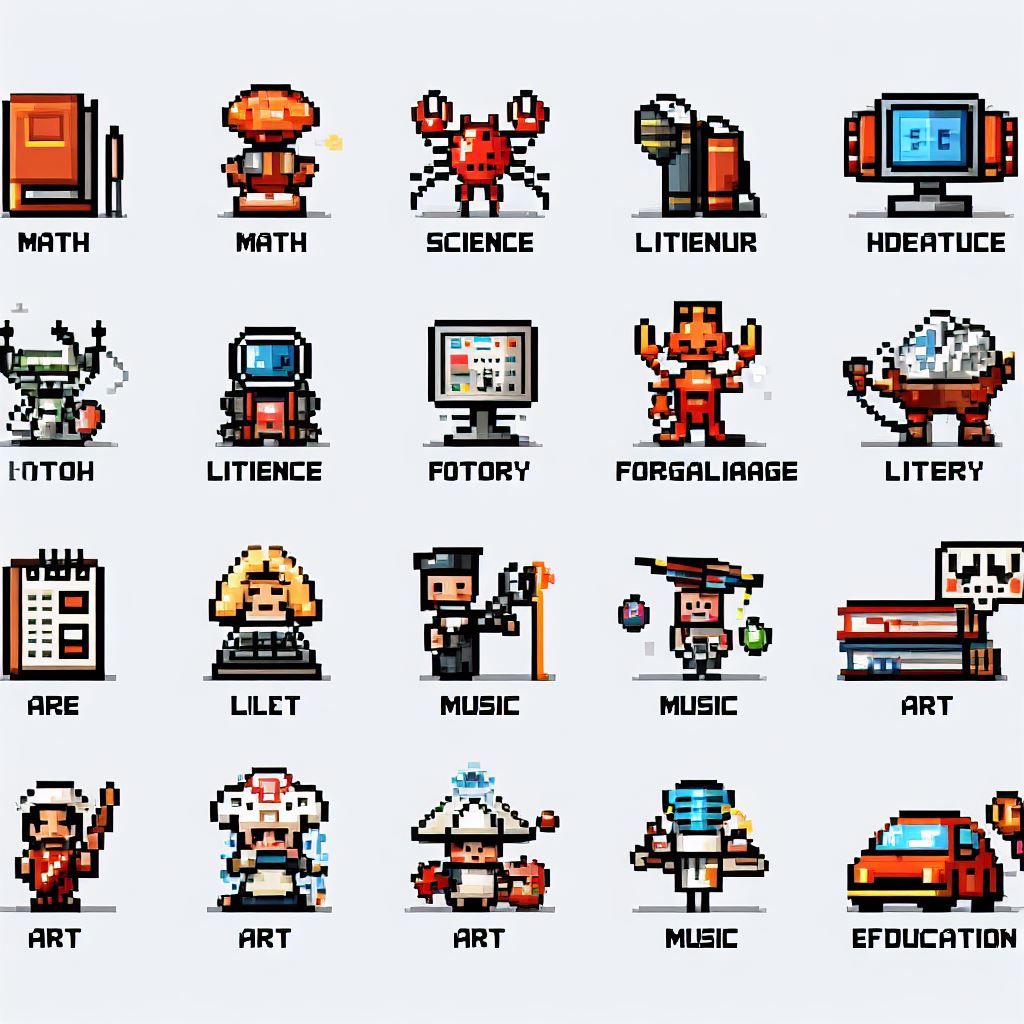 MATH MATH SCIENCE LITIENUR HDEATUCE
LITIENCE FOTORY FORGALIAAGE LITERY
ARE LILET MUSIC MUSIC ART
ART ART ART MUSIC EFDUCATION